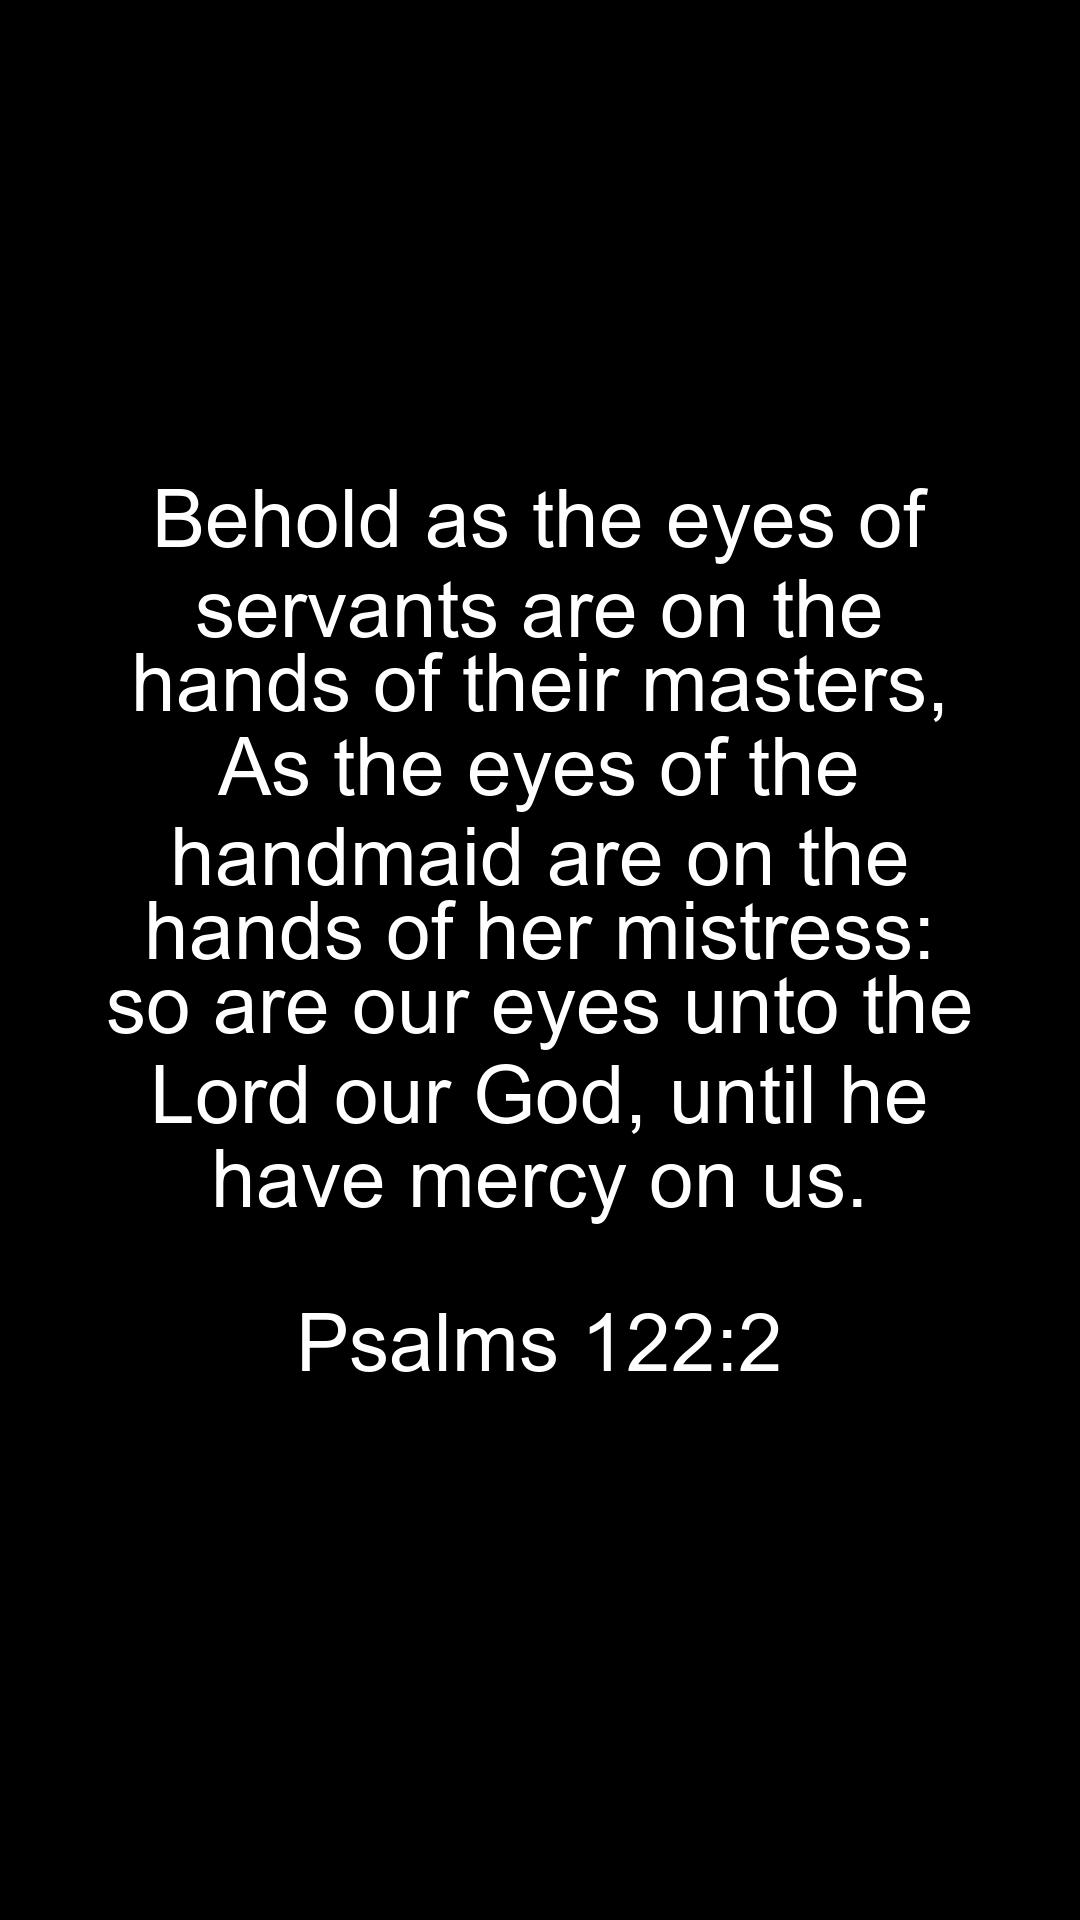 Behold as the eyes of
servants are on the
hands of their masters,
As the eyes of the
handmaid are on the
hands of her mistress:
so are our eyes unto the
Lord our God, until he
have mercy on us.
Psalms 122:2